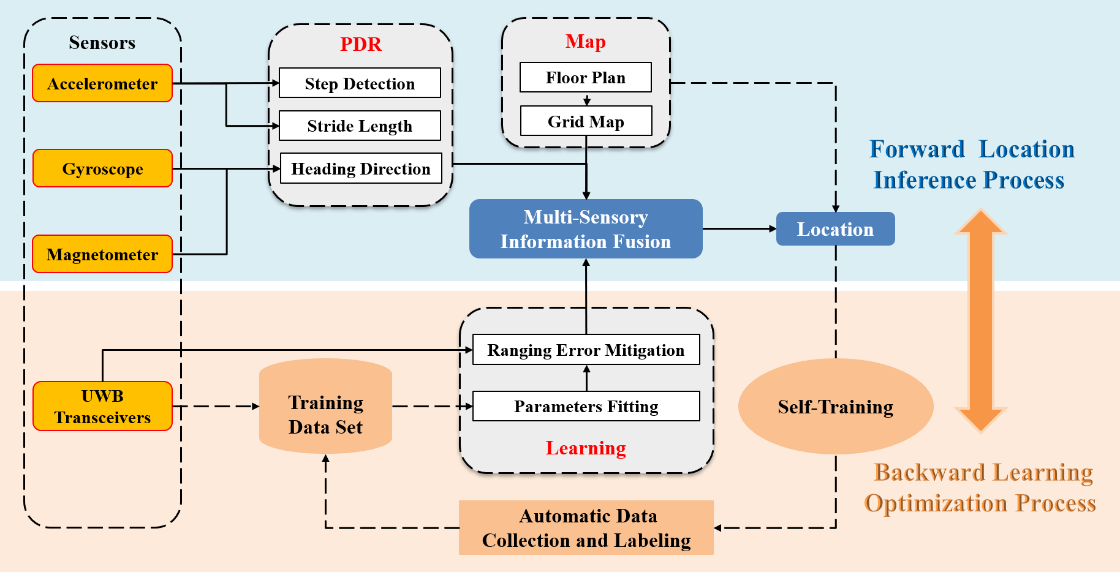 Sensors
Accelerometer
Gyroscope
Magnetometer
UWB
Transceivers
PDR
Step Detection
Stride Length
Heading Direction
Map
Floor Plan
Grid Map
Multi-Sensory
Information Fusion
Location
Forward Location
Inference Process
Training
Data Set
Ranging Error Mitigation
Parameters Fitting
Learning
Self-Training
Automatic Data
Collection and Labeling
Backward Learning
Optimization Process